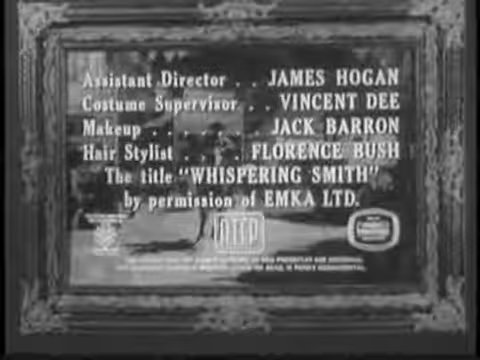 Assistant Director . . JAMES HOGAN
Costume Supervisor . . VINCENT DEE
Makeup . . . . . . . JACK BARRON
Hair Stylist . . . . FLORENCE BUSH
The title "WHISPERING SMITH"
by permission of EMKA LTD.